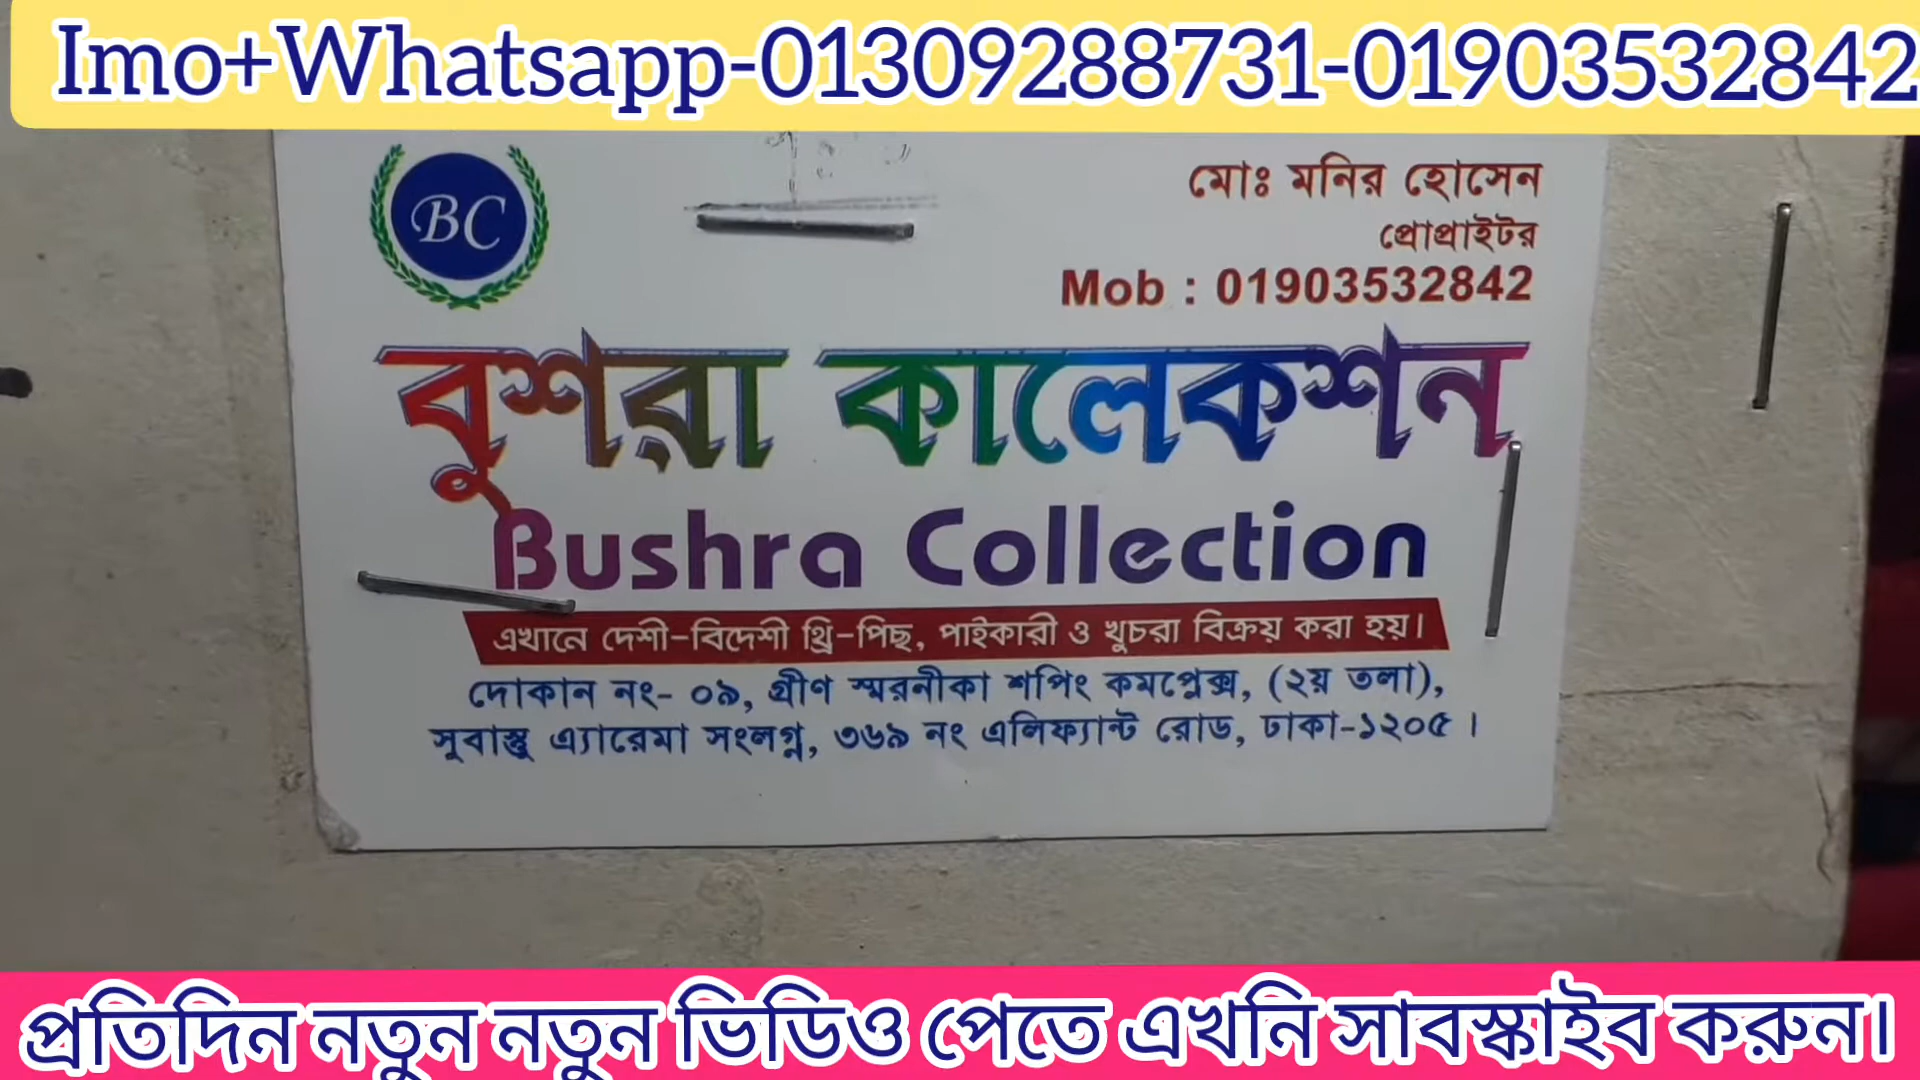 Imo+Whatsapp-01309288731-01903532842
BC
মোঃ মনির হোসেন
প্রোপ্রাইটর
Mob : 01903532842
বুশরা কালেকশন
Bushra Collection
এখানে দেশী-বিদেশী থ্রি-পিছ, পাইকারী ও খুচরা বিক্রয় করা হয়।
দোকান নং- ০৯, গ্রীণ স্মরনীকা শপিং কমপ্লেক্স, (২য় তলা),
সুবাস্তু এ্যারেমা সংলগ্ন, ৩৬৯ নং এলিফ্যান্ট রোড, ঢাকা-১২০৫।
প্রতিদিন নতুন নতুন ভিডিও পেতে এখনি সাবস্কাইব করুন।